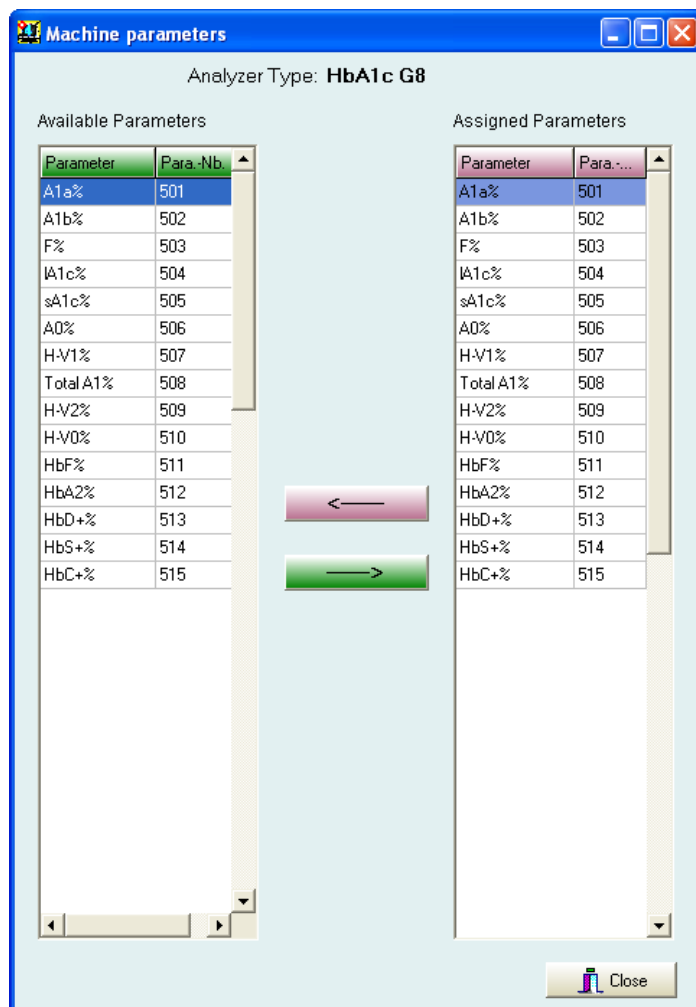 Machine parameters
Analyzer Type: HbA1c G8
Available Parameters
Assigned Parameters
Parameter Para.-Nb.
A1a% 501
A1b% 502
F% 503
lA1c% 504
sA1c% 505
A0% 506
H-V1% 507
Total A1% 508
H-V2% 509
H-V0% 510
HbF% 511
HbA2% 512
HbD+% 513
HbS+% 514
HbC+% 515
<----
---->
Parameter Para.-...
A1a% 501
A1b% 502
F% 503
lA1c% 504
sA1c% 505
A0% 506
H-V1% 507
Total A1% 508
H-V2% 509
H-V0% 510
HbF% 511
HbA2% 512
HbD+% 513
HbS+% 514
HbC+% 515
Close